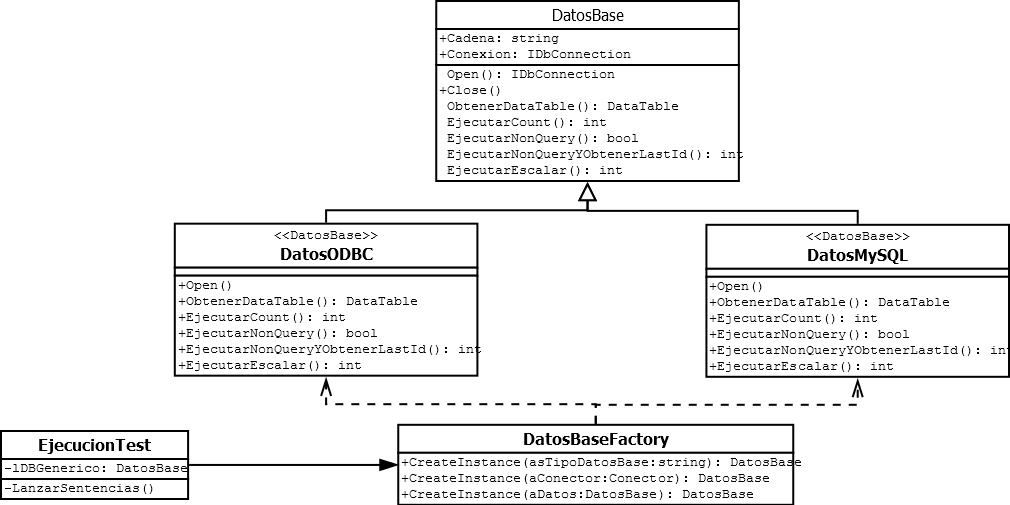 DatosBase
+Cadena: string
+Conexion: IDbConnection
Open(): IDbConnection
+Close()
ObtenerDataTable(): DataTable
EjecutarCount(): int
EjecutarNonQuery(): bool
EjecutarNonQueryYObtenerLastId(): int
EjecutarEscalar(): int
<<DatosBase>>
DatosODBC
+Open()
+ObtenerDataTable(): DataTable
+EjecutarCount(): int
+EjecutarNonQuery(): bool
+EjecutarNonQueryYObtenerLastId(): int
+EjecutarEscalar(): int
<<DatosBase>>
DatosMySQL
+Open()
+ObtenerDataTable(): DataTable
+EjecutarCount(): int
+EjecutarNonQuery(): bool
+EjecutarNonQueryYObtenerLastId(): int
+EjecutarEscalar(): int
EjecucionTest
-lDBGenerico: DatosBase
-LanzarSentencias()
DatosBaseFactory
+CreateInstance(asTipoDatosBase:string): DatosBase
+CreateInstance(aConector:Conector): DatosBase
+CreateInstance(aDatos:DatosBase): DatosBase